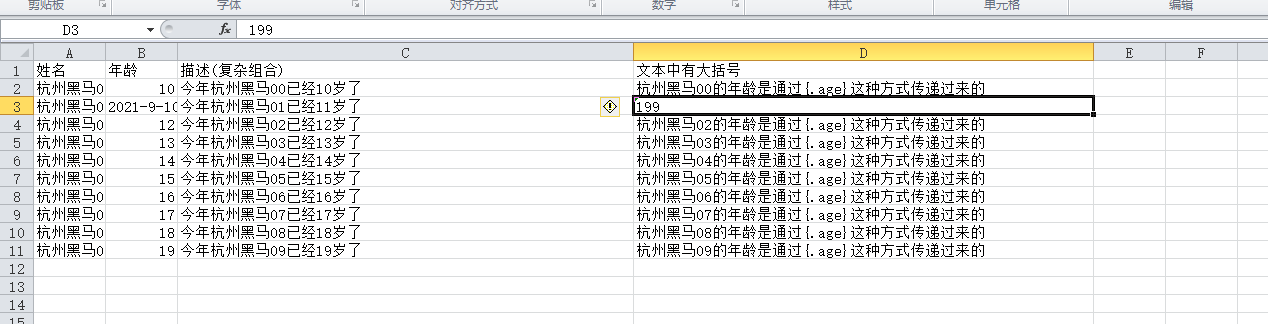 剪贴板 字体 对齐方式 数字 样式 单元格 编辑
D3 fx 199
A B C D E F
1 姓名 年龄 描述(复杂组合) 文本中有大括号
2 杭州黑马0 10 今年杭州黑马00已经10岁了 杭州黑马00的年龄是通过{.age}这种方式传递过来的
3 杭州黑马0 2021-9-10 今年杭州黑马01已经11岁了 199
4 杭州黑马0 12 今年杭州黑马02已经12岁了 杭州黑马02的年龄是通过{.age}这种方式传递过来的
5 杭州黑马0 13 今年杭州黑马03已经13岁了 杭州黑马03的年龄是通过{.age}这种方式传递过来的
6 杭州黑马0 14 今年杭州黑马04已经14岁了 杭州黑马04的年龄是通过{.age}这种方式传递过来的
7 杭州黑马0 15 今年杭州黑马05已经15岁了 杭州黑马05的年龄是通过{.age}这种方式传递过来的
8 杭州黑马0 16 今年杭州黑马06已经16岁了 杭州黑马06的年龄是通过{.age}这种方式传递过来的
9 杭州黑马0 17 今年杭州黑马07已经17岁了 杭州黑马07的年龄是通过{.age}这种方式传递过来的
10 杭州黑马0 18 今年杭州黑马08已经18岁了 杭州黑马08的年龄是通过{.age}这种方式传递过来的
11 杭州黑马0 19 今年杭州黑马09已经19岁了 杭州黑马09的年龄是通过{.age}这种方式传递过来的
12
13
14
15